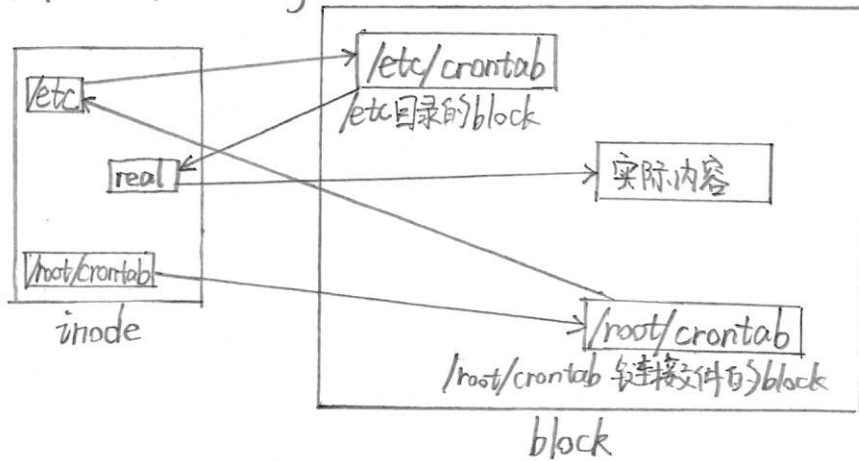 /etc/crontab
/etc
/etc目录的block
real
实际内容
/root/crontab
inode
/root/crontab
/root/crontab 连接文件的block
block